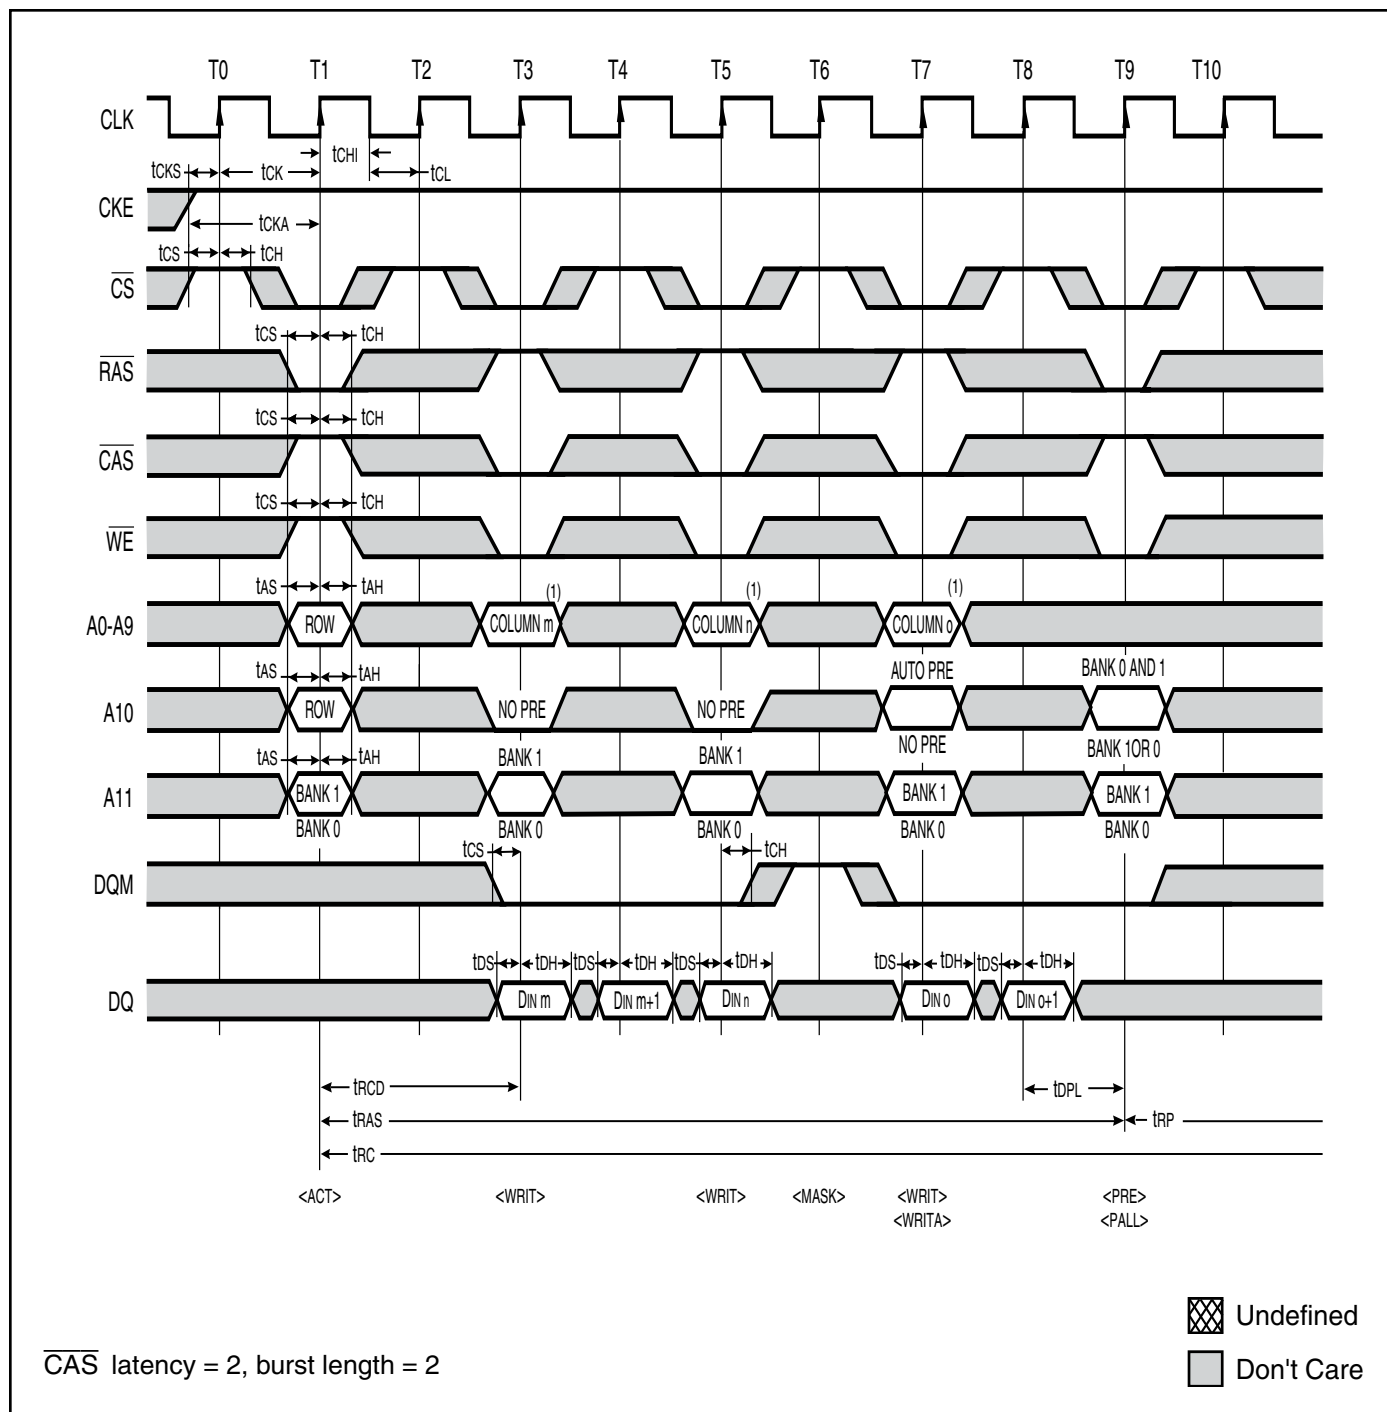 T0 T1 T2 T3 T4 T5 T6 T7 T8 T9 T10
CLK
tCHI
tCKS tCK tCL
CKE
tCKA
tCS tCH
CS
tCS tCH
RAS
tCS tCH
CAS
tCS tCH
WE
tAS tAH (1) (1) (1)
A0-A9 ROW COLUMN m COLUMN n COLUMN o
tAS tAH AUTO PRE BANK 0 AND 1
A10 ROW NO PRE NO PRE
NO PRE BANK 1OR 0
tAS tAH BANK 1 BANK 1
A11 BANK 1 BANK 1 BANK 1
BANK 0 BANK 0 BANK 0 BANK 0 BANK 0
tCS tCH
DQM
tDS tDH tDS tDH tDS tDH tDS tDH tDS tDH
DQ DIN m DIN m+1 DIN n DIN o DIN o+1
tRCD tDPL
tRAS tRP
tRC
<ACT> <WRIT> <WRIT> <MASK> <WRIT> <PRE>
<WRITA> <PALL>
Undefined
CAS latency = 2, burst length = 2
Don't Care